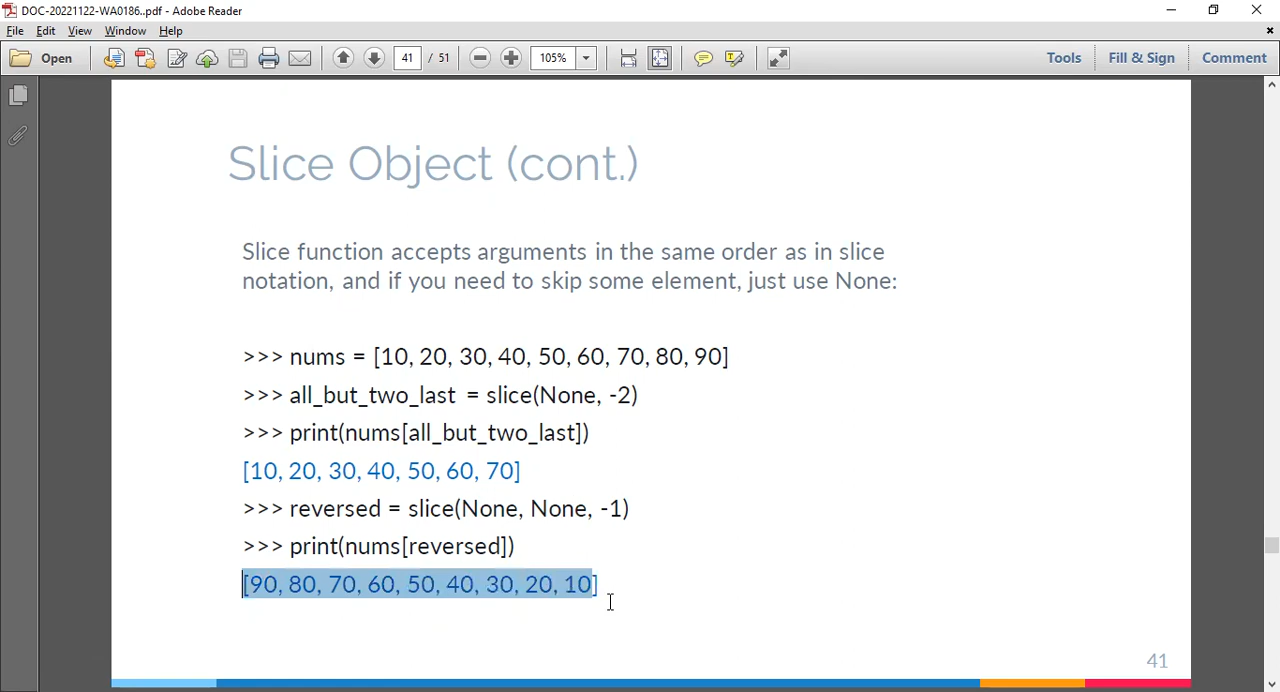 DOC-20221122-WA0186..pdf - Adobe Reader
File Edit View Window Help
Open 41 / 51 105% Tools Fill & Sign Comment
Slice Object (cont.)
Slice function accepts arguments in the same order as in slice
notation, and if you need to skip some element, just use None:
>>> nums = [10, 20, 30, 40, 50, 60, 70, 80, 90]
>>> all_but_two_last = slice(None, -2)
>>> print(nums[all_but_two_last])
[10, 20, 30, 40, 50, 60, 70]
>>> reversed = slice(None, None, -1)
>>> print(nums[reversed])
[90, 80, 70, 60, 50, 40, 30, 20, 10]
41